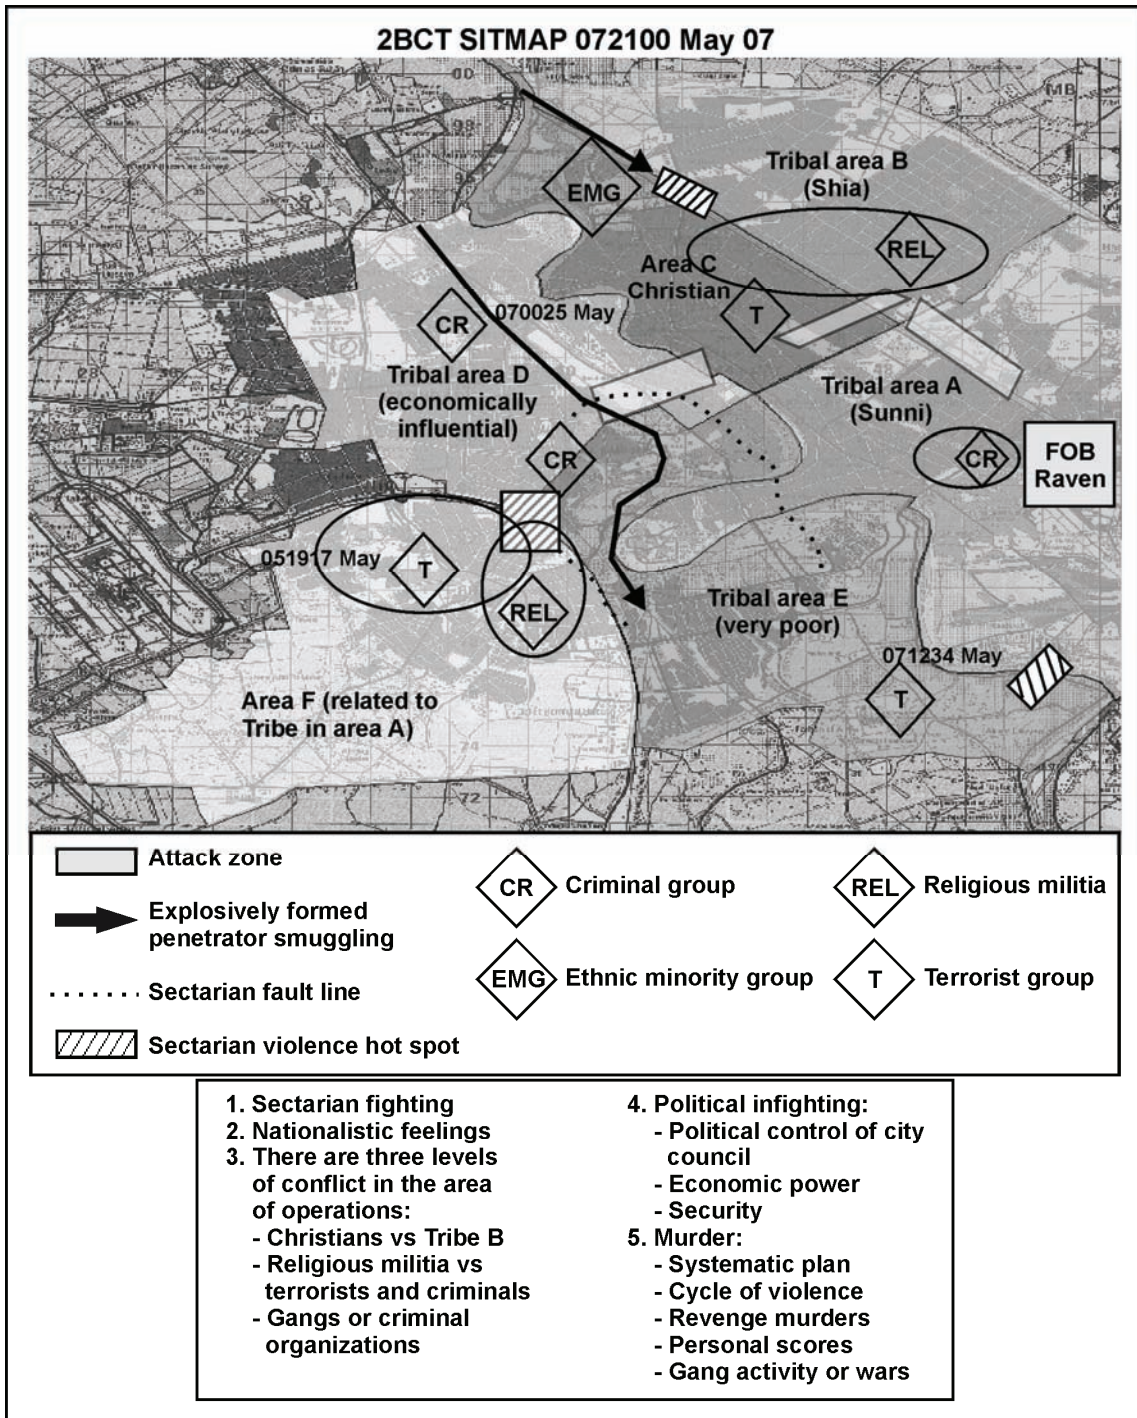 2BCT SITMAP 072100 May 07
MB
Tribal area B
(Shia)
EMG
REL
Area C
Christian
T
070025 May
CR
Tribal area D
(economically
influential)
Tribal area A
(Sunni)
CR
CR
FOB
Raven
051917 May
T
REL
Tribal area E
(very poor)
071234 May
T
Area F (related to
Tribe in area A)
74
72
Attack zone
Explosively formed
penetrator smuggling
Sectarian fault line
Sectarian violence hot spot
CR
Criminal group
EMG
Ethnic minority group
REL
Religious militia
T
Terrorist group
1. Sectarian fighting
2. Nationalistic feelings
3. There are three levels
of conflict in the area
of operations:
- Christians vs Tribe B
- Religious militia vs
terrorists and criminals
- Gangs or criminal
organizations
4. Political infighting:
- Political control of city
council
- Economic power
- Security
5. Murder:
- Systematic plan
- Cycle of violence
- Revenge murders
- Personal scores
- Gang activity or wars